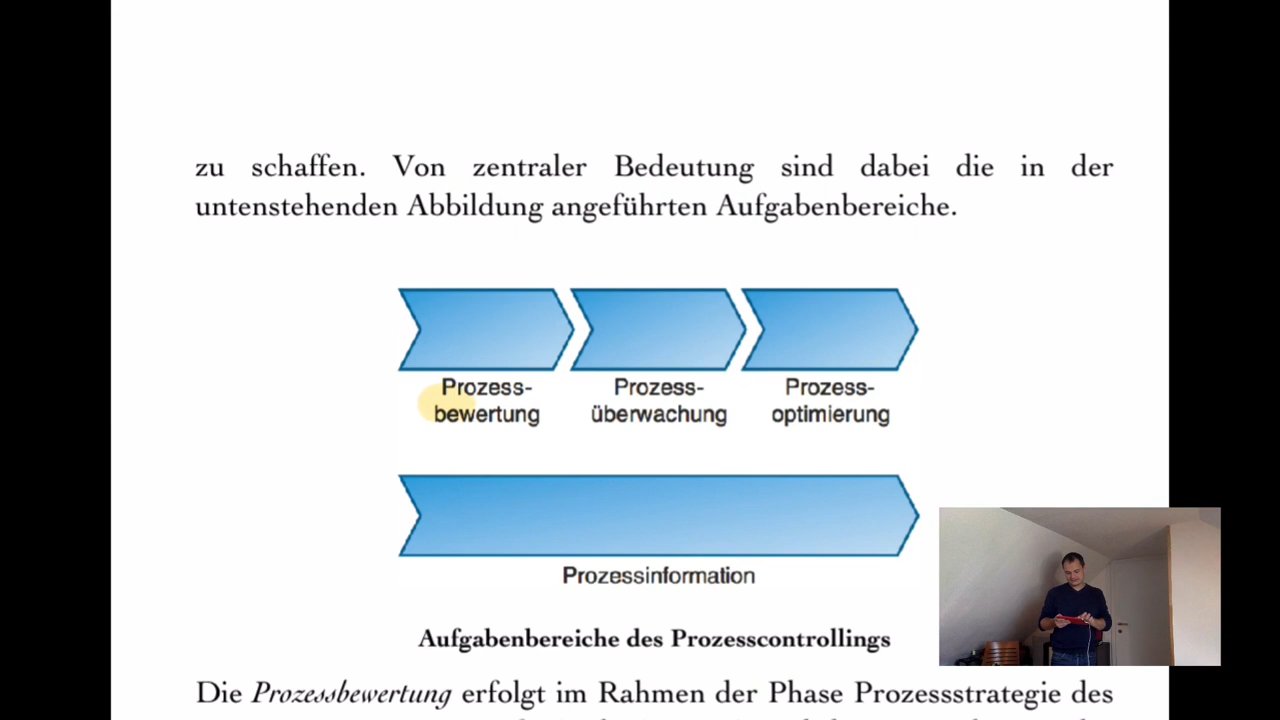 zu schaffen. Von zentraler Bedeutung sind dabei die in der
untenstehenden Abbildung angeführten Aufgabenbereiche.
Prozess-
bewertung
Prozess-
überwachung
Prozess-
optimierung
Prozessinformation
Aufgabenbereiche des Prozesscontrollings
Die Prozessbewertung erfolgt im Rahmen der Phase Prozessstrategie des